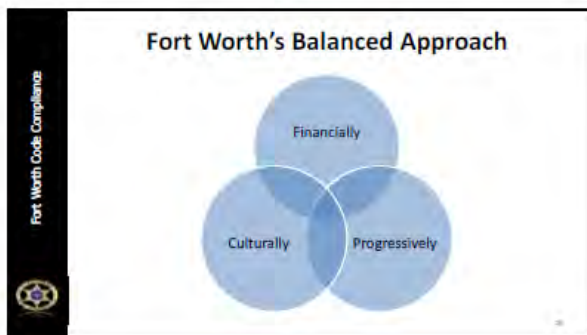 Fort Worth's Balanced Approach
Fort Worth Code Compliance
Financially
Culturally
Progressively